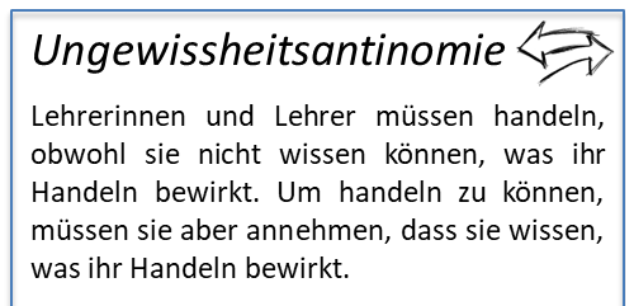 Ungewissheitsantinomie
Lehrerinnen und Lehrer müssen handeln,
obwohl sie nicht wissen können, was ihr
Handeln bewirkt. Um handeln zu können,
müssen sie aber annehmen, dass sie wissen,
was ihr Handeln bewirkt.